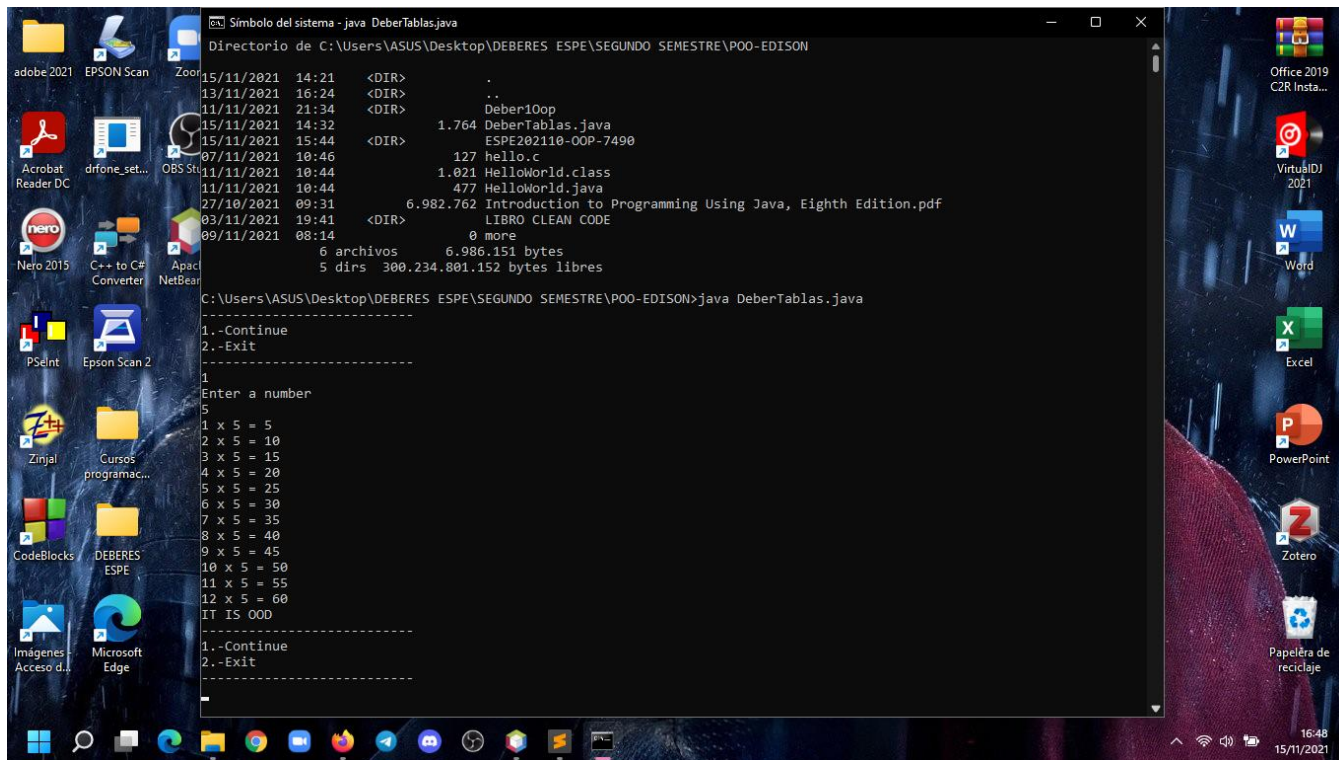 Símbolo del sistema - java DeberTablas.java
Directorio de C:\Users\ASUS\Desktop\DEBERES ESPE\SEGUNDO SEMESTRE\POO-EDISON
15/11/2021 14:21 <DIR> .
13/11/2021 16:24 <DIR> ..
11/11/2021 21:34 <DIR> Deber1Oop
15/11/2021 14:32 1.764 DeberTablas.java
15/11/2021 15:44 <DIR> ESPE202110-OOP-7490
07/11/2021 10:46 127 hello.c
11/11/2021 10:44 1.021 HelloWorld.class
11/11/2021 10:44 477 HelloWorld.java
27/10/2021 09:31 6.982.762 Introduction to Programming Using Java, Eighth Edition.pdf
03/11/2021 19:41 <DIR> LIBRO CLEAN CODE
09/11/2021 08:14 0 more
6 archivos 6.986.151 bytes
5 dirs 300.234.801.152 bytes libres
C:\Users\ASUS\Desktop\DEBERES ESPE\SEGUNDO SEMESTRE\POO-EDISON>java DeberTablas.java
---------------------------
1.-Continue
2.-Exit
---------------------------
1
Enter a number
5
1 x 5 = 5
2 x 5 = 10
3 x 5 = 15
4 x 5 = 20
5 x 5 = 25
6 x 5 = 30
7 x 5 = 35
8 x 5 = 40
9 x 5 = 45
10 x 5 = 50
11 x 5 = 55
12 x 5 = 60
IT IS OOD
---------------------------
1.-Continue
2.-Exit
---------------------------
adobe 2021
EPSON Scan
Zoom
Acrobat
Reader DC
drfone_set...
OBS Stu
nero
Nero 2015
C++ to C#
Converter
Apac
NetBear
PSeInt
Epson Scan 2
Zinjal
Cursos
programac...
CodeBlocks
DEBERES
ESPE
Imágenes -
Acceso d...
Microsoft
Edge
Office 2019
C2R Insta...
VirtualDJ
2021
W
Word
X
Excel
P
PowerPoint
Z
Zotero
Papelera de
reciclaje
16:48
15/11/2021